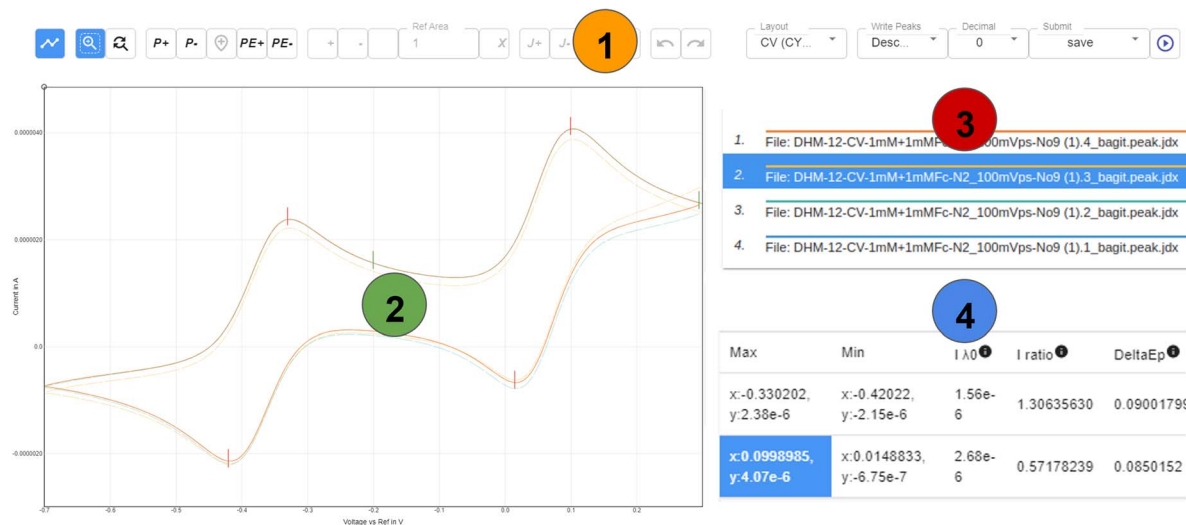 Ref Area
Layout
Write Peaks
Decimal
Submit
P+ P- PE+ PE- + - 1 X J+ J- 1 CV (CY... Desc... 0 save
0.0000040
0.0000020
0.0
-0.0000020
Current in A
-0.7 -0.6 -0.5 -0.4 -0.3 -0.2 -0.1 0.0 0.1 0.2
Voltage vs Ref in V
2
3
1. File: DHM-12-CV-1mM+1mMFc- 00mVps-No9 (1).4_bagit.peak.jdx
2. File: DHM-12-CV-1mM+1mMFc-N2_100mVps-No9 (1).3_bagit.peak.jdx
3. File: DHM-12-CV-1mM+1mMFc-N2_100mVps-No9 (1).2_bagit.peak.jdx
4. File: DHM-12-CV-1mM+1mMFc-N2_100mVps-No9 (1).1_bagit.peak.jdx
4
Max Min I λ0 I ratio DeltaEp
x:-0.330202, x:-0.42022, 1.56e- 1.30635630 0.09001799
y:2.38e-6 y:-2.15e-6 6
x:0.0998985, x:0.0148833, 2.68e- 0.57178239 0.0850152
y:4.07e-6 y:-6.75e-7 6